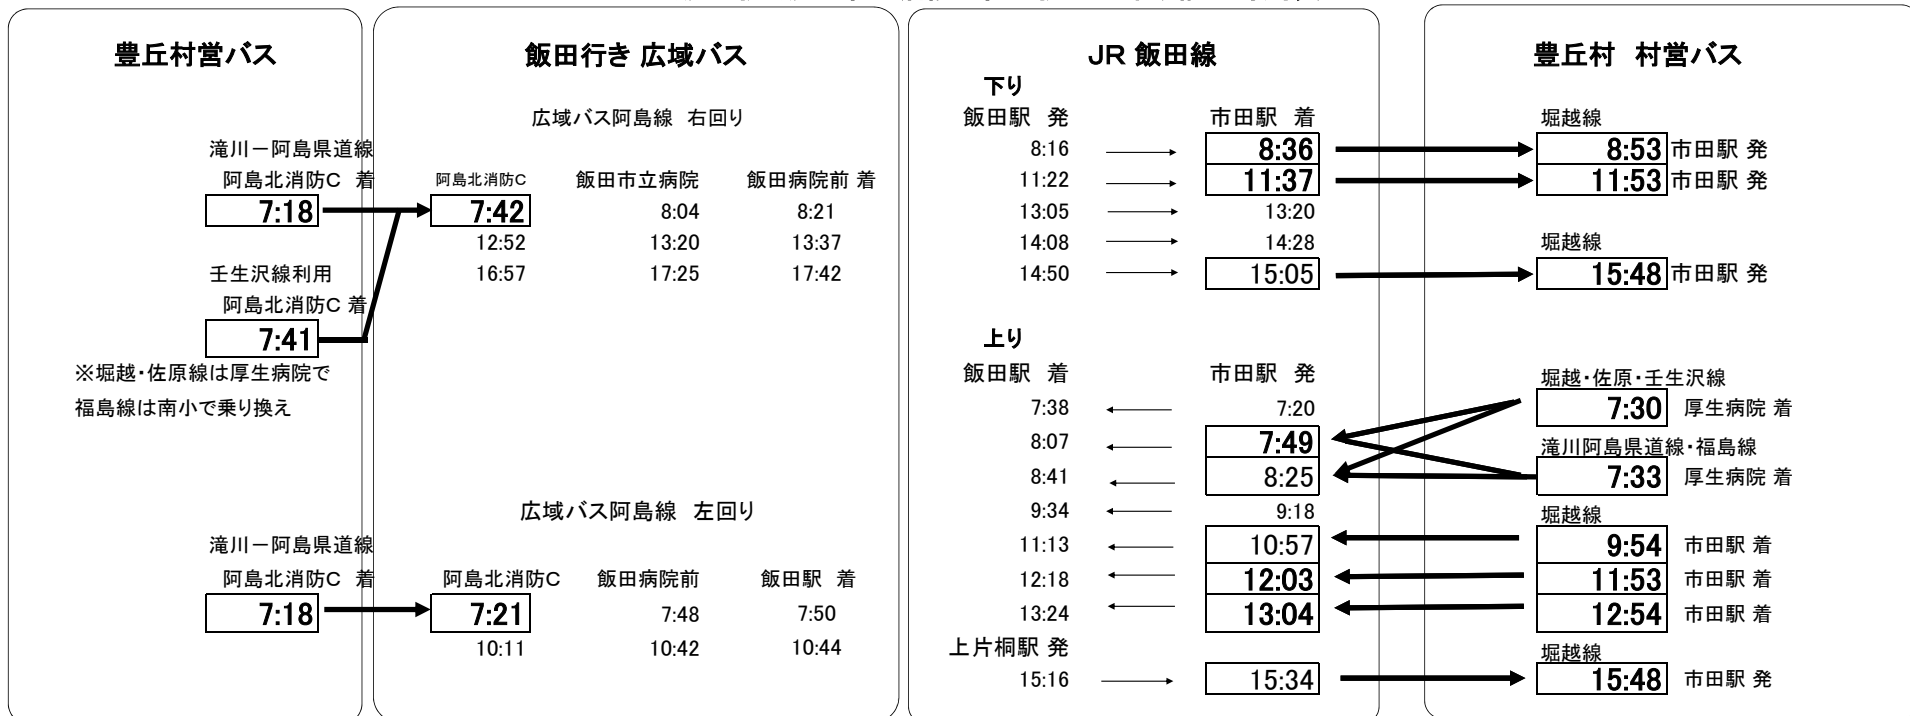 豊丘村営バス
滝川－阿島県道線
阿島北消防C 着
7:18
壬生沢線利用
阿島北消防C 着
7:41
※堀越・佐原線は厚生病院で
福島線は南小で乗り換え
滝川－阿島県道線
阿島北消防C 着
7:18
飯田行き 広域バス
広域バス阿島線 右回り
阿島北消防C 飯田市立病院 飯田病院前 着
7:42 8:04 8:21
12:52 13:20 13:37
16:57 17:25 17:42
広域バス阿島線 左回り
阿島北消防C 飯田病院前 飯田駅 着
7:21 7:48 7:50
10:11 10:42 10:44
JR 飯田線
下り
飯田駅 発 市田駅 着
8:16 8:36
11:22 11:37
13:05 13:20
14:08 14:28
14:50 15:05
上り
飯田駅 着 市田駅 発
7:38 7:20
8:07 7:49
8:41 8:25
9:34 9:18
11:13 10:57
12:18 12:03
13:24 13:04
上片桐駅 発
15:16 15:34
豊丘村 村営バス
堀越線
8:53 市田駅 発
11:53 市田駅 発
堀越線
15:48 市田駅 発
堀越・佐原・壬生沢線
7:30 厚生病院 着
滝川阿島県道線・福島線
7:33 厚生病院 着
堀越線
9:54 市田駅 着
11:53 市田駅 着
12:54 市田駅 着
堀越線
15:48 市田駅 発